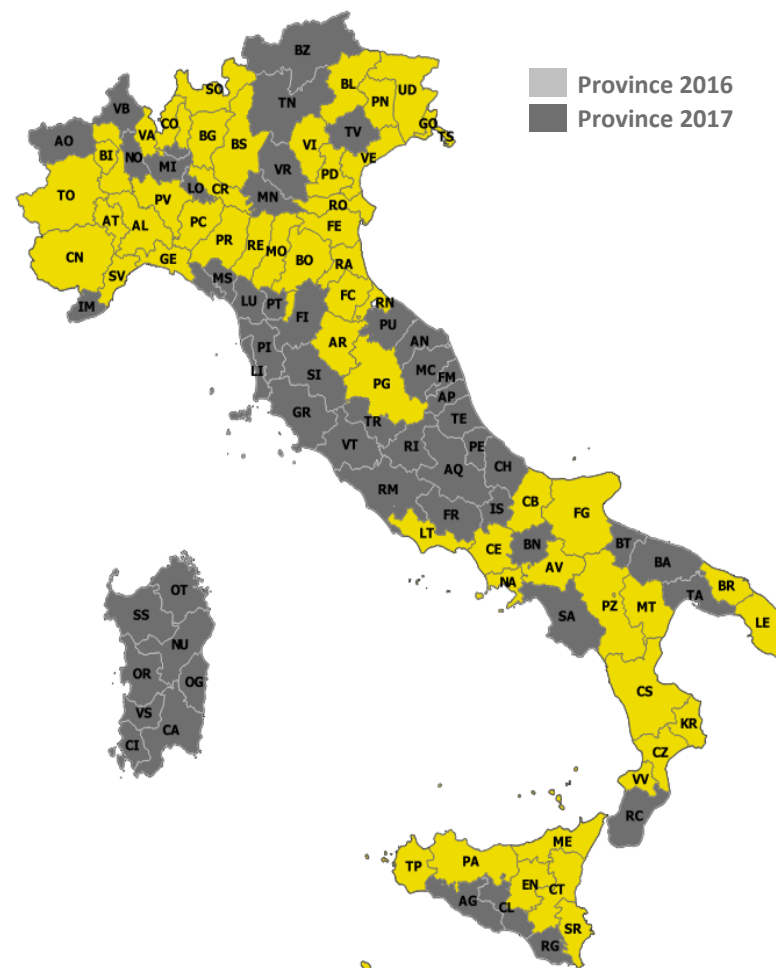 BZ
Province 2016
SO
BL
UD
TN
PN
Province 2017
VB
CO
GO
VA
BG
TV
TS
AO
BS
VI
BI
NO
MI
VE
VR
PD
LO
CR
TO
MN
PV
RO
AT
PC
AL
FE
PR
RE
MO
CN
GE
BO
RA
SV
MS
FC
LU
PT
RN
IM
FI
PU
AR
AN
PI
LI
SI
MC
FM
PG
AP
GR
TR
TE
VT
RI
PE
AQ
CH
RM
CB
IS
FR
FG
LT
CE
BN
BT
BA
AV
NA
BR
OT
TA
PZ
MT
SS
SA
LE
NU
OR
OG
CS
VS
KR
CA
CI
CZ
VV
RC
ME
PA
TP
EN
CT
AG
CL
SR
RG